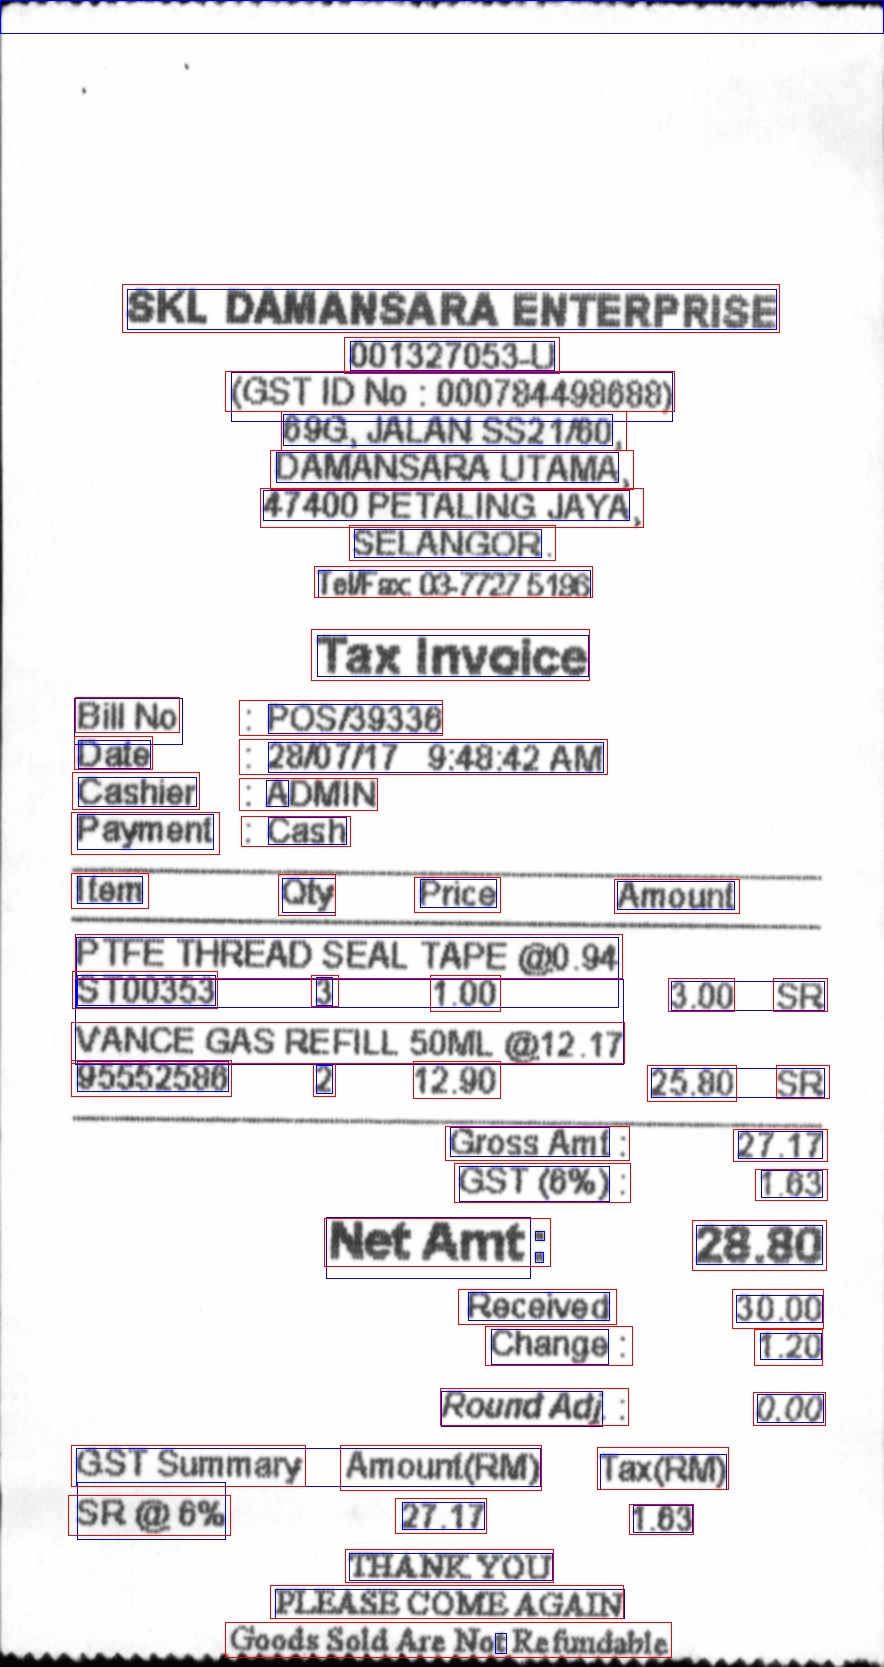 SKL DAMANSARA ENTERPRISE
001327053-U
(GST ID No : 000784498688)
69G, JALAN SS21/60,
DAMANSARA UTAMA,
47400 PETALING JAYA,
SELANGOR.
Tel/Fax: 03-7727 5196
Tax Invoice
Bill No : POS/39336
Date : 28/07/17 9:48:42 AM
Cashier : ADMIN
Payment : Cash
Item Qty Price Amount
PTFE THREAD SEAL TAPE @0.94
ST00353 3 1.00 3.00 SR
VANCE GAS REFILL 50ML @12.17
95552586 2 12.90 25.80 SR
Gross Amt : 27.17
GST (6%) : 1.63
Net Amt : 28.80
Received 30.00
Change : 1.20
Round Adj. : 0.00
GST Summary Amount(RM) Tax(RM)
SR @ 6% 27.17 1.63
THANK YOU
PLEASE COME AGAIN
Goods Sold Are Not Refundable